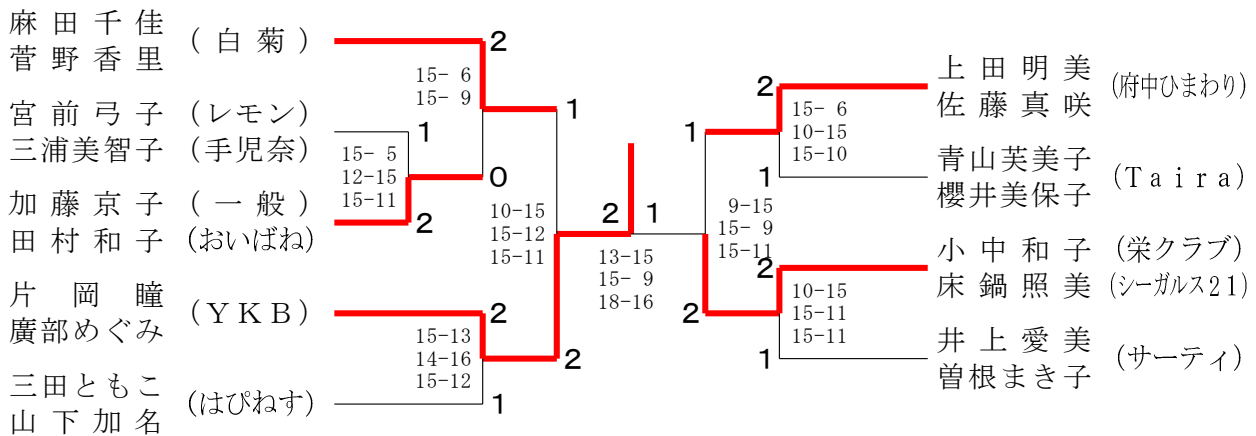 麻田千佳
菅野香里
(白菊)
宮前弓子 (レモン)
三浦美智子 (手児奈)
加藤京子 (一般)
田村和子 (おいばね)
片岡瞳
廣部めぐみ
(YKB)
三田ともこ
山下加名
(はぴねす)
2
15- 6
15- 9
1
1
15- 5
12-15
15-11
0
2
10-15
15-12
15-11
2
15-13
14-16
15-12
2
1
2 1
13-15
15- 9
18-16
1
2
15- 6
10-15
15-10
1
9-15
15- 9
15-11
2
2
10-15
15-11
15-11
1
上田明美
佐藤真咲
(府中ひまわり)
青山芙美子
櫻井美保子
(Taira)
小中和子 (栄クラブ)
床鍋照美 (シーガルス21)
井上愛美
曽根まき子
(サーティ)